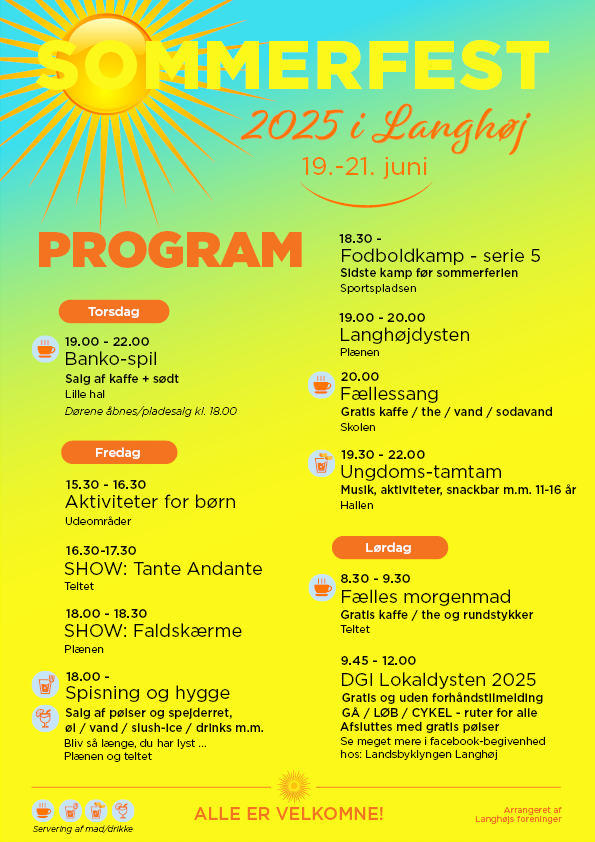 SOMMERFEST
2025 i Langhøj
19.-21. juni
PROGRAM
Torsdag
19.00 - 22.00
Banko-spil
Salg af kaffe + sødt
Lille hal
Dørene åbnes/pladesalg kl. 18.00
Fredag
15.30 - 16.30
Aktiviteter for børn
Udeområder
16.30-17.30
SHOW: Tante Andante
Teltet
18.00 - 18.30
SHOW: Faldskærme
Plænen
18.00 -
Spisning og hygge
Salg af pølser og spejderret,
øl / vand / slush-ice / drinks m.m.
Bliv så længe, du har lyst ...
Plænen og teltet
18.30 -
Fodboldkamp - serie 5
Sidste kamp før sommerferien
Sportspladsen
19.00 - 20.00
Langhøjdysten
Plænen
20.00
Fællessang
Gratis kaffe / the / vand / sodavand
Skolen
19.30 - 22.00
Ungdoms-tamtam
Musik, aktiviteter, snackbar m.m. 11-16 år
Hallen
Lørdag
8.30 - 9.30
Fælles morgenmad
Gratis kaffe / the og rundstykker
Teltet
9.45 - 12.00
DGI Lokaldysten 2025
Gratis og uden forhåndstilmelding
GÅ / LØB / CYKEL - ruter for alle
Afsluttes med gratis pølser
Se meget mere i facebook-begivenhed
hos: Landsbyklyngen Langhøj
Servering af mad/drikke
ALLE ER VELKOMNE!
Arrangeret af
Langhøjs foreninger